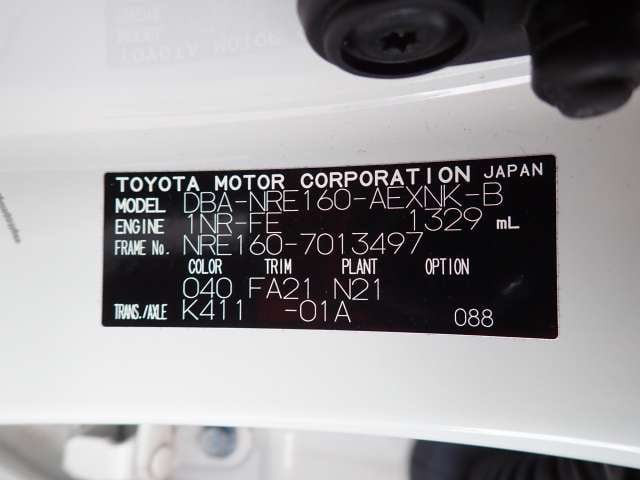 TOYOTA MOTOR CORPORATION JAPAN
MODEL DBA-NRE160-AEXNK-B
ENGINE 1NR-FE 1329 mL
FRAME No. NRE160-7013497
COLOR TRIM PLANT OPTION
040 FA21 N21
TRANS./AXLE K411 -01A 088